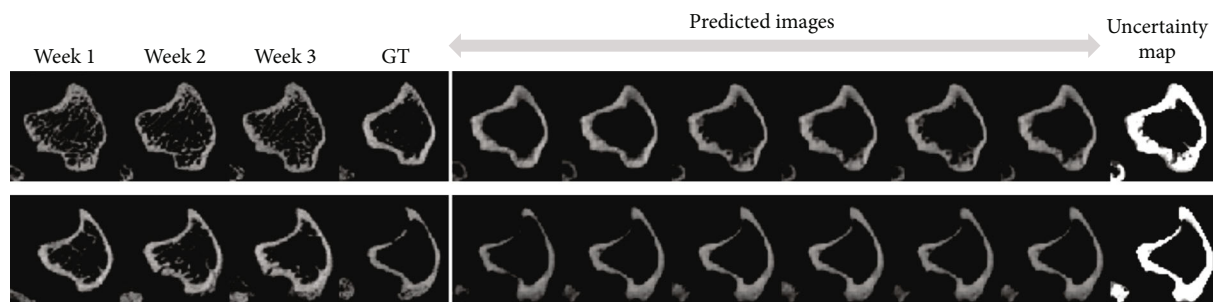 Predicted images
Uncertainty
map
Week 1
Week 2
Week 3
GT